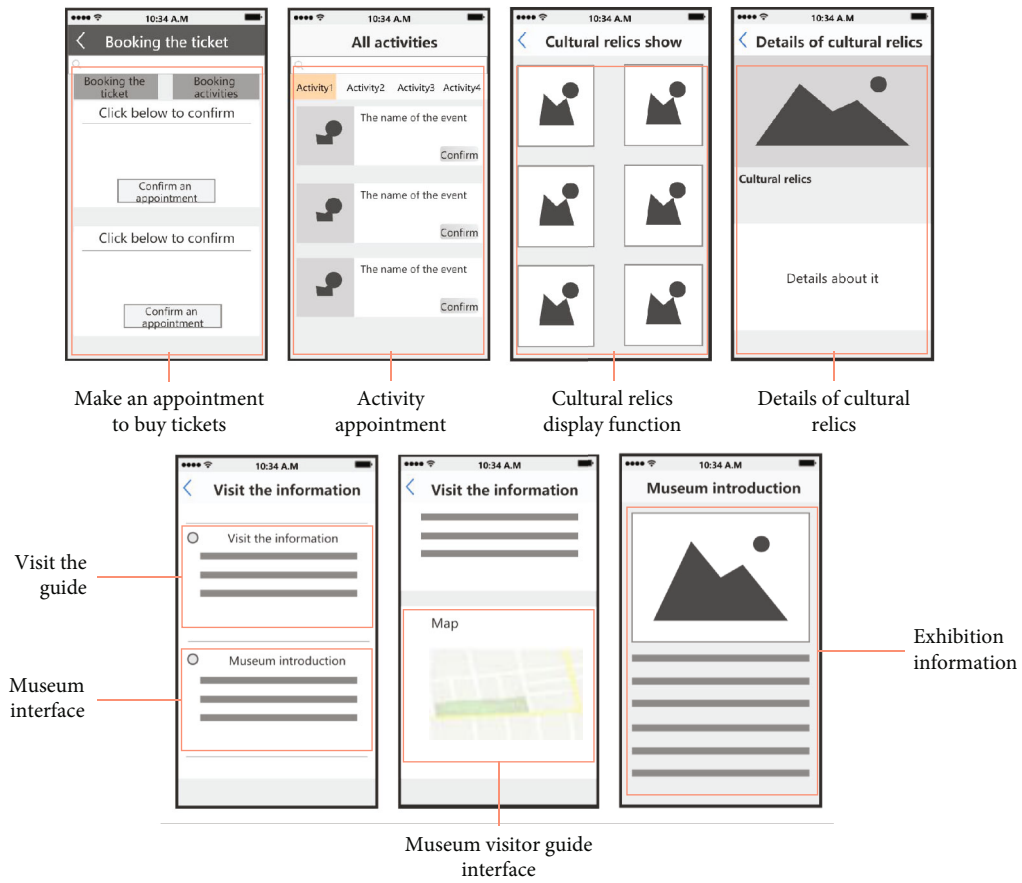 10:34 A.M
Booking the ticket
Booking the
ticket
Booking
activities
Click below to confirm
Confirm an
appointment
Click below to confirm
Confirm an
appointment
Make an appointment
to buy tickets
10:34 A.M
All activities
Activity1 Activity2 Activity3 Activity4
The name of the event
Confirm
The name of the event
Confirm
The name of the event
Confirm
Activity
appointment
10:34 A.M
Cultural relics show
Cultural relics
display function
10:34 A.M
Details of cultural relics
Cultural relics
Details about it
Details of cultural
relics
10:34 A.M
Visit the information
Visit the information
Museum introduction
Visit the
guide
Museum
interface
10:34 A.M
Visit the information
Map
Museum visitor guide
interface
10:34 A.M
Museum introduction
Exhibition
information